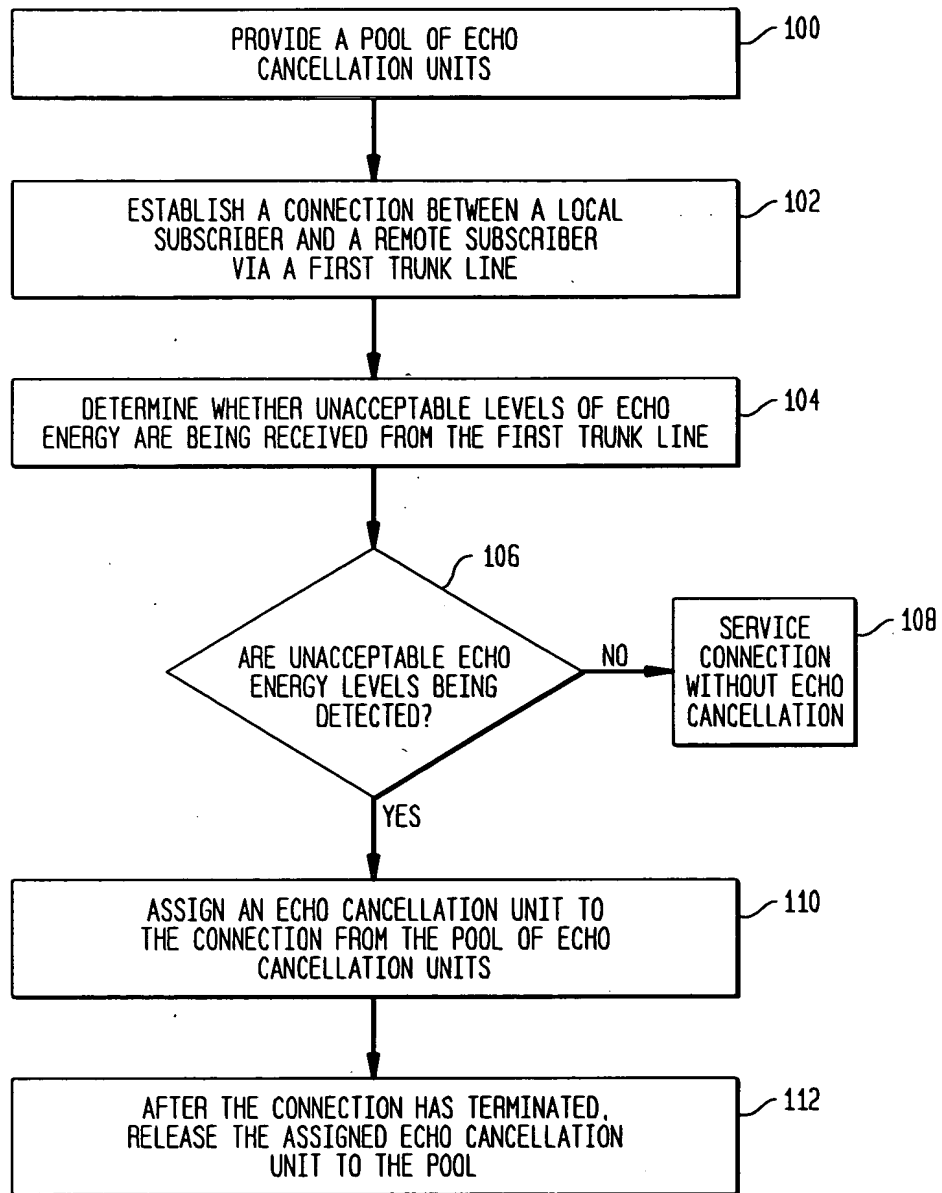 PROVIDE A POOL OF ECHO
CANCELLATION UNITS
100
ESTABLISH A CONNECTION BETWEEN A LOCAL
SUBSCRIBER AND A REMOTE SUBSCRIBER
VIA A FIRST TRUNK LINE
102
DETERMINE WHETHER UNACCEPTABLE LEVELS OF ECHO
ENERGY ARE BEING RECEIVED FROM THE FIRST TRUNK LINE
104
106
ARE UNACCEPTABLE ECHO
ENERGY LEVELS BEING
DETECTED?
NO
SERVICE
CONNECTION
WITHOUT ECHO
CANCELLATION
108
YES
ASSIGN AN ECHO CANCELLATION UNIT TO
THE CONNECTION FROM THE POOL OF ECHO
CANCELLATION UNITS
110
AFTER THE CONNECTION HAS TERMINATED,
RELEASE THE ASSIGNED ECHO CANCELLATION
UNIT TO THE POOL
112